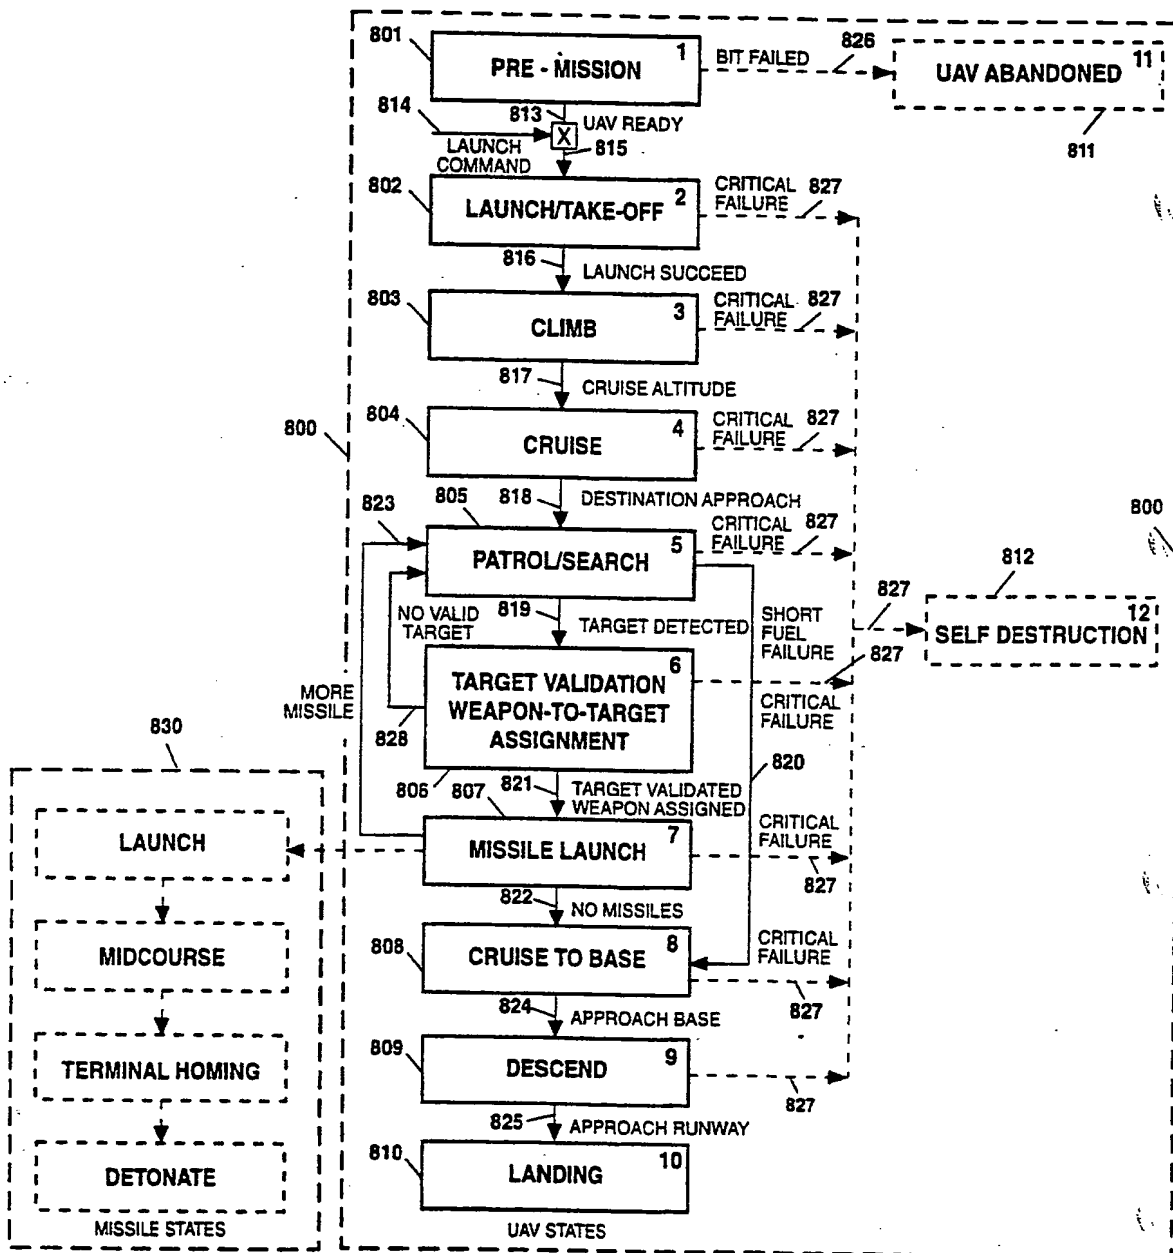 801
PRE - MISSION
1
BIT FAILED
826
UAV ABANDONED
11
811
814
813
UAV READY
X
LAUNCH
COMMAND
815
802
LAUNCH/TAKE-OFF
2
CRITICAL
FAILURE
827
816
LAUNCH SUCCEED
803
CLIMB
3
CRITICAL
FAILURE
827
817
CRUISE ALTITUDE
804
CRUISE
4
CRITICAL
FAILURE
827
800
818
DESTINATION APPROACH
823
805
PATROL/SEARCH
5
CRITICAL
FAILURE
827
800
812
SELF DESTRUCTION
12
827
NO VALID
TARGET
819
TARGET DETECTED
SHORT
FUEL
FAILURE
827
MORE
MISSILE
TARGET VALIDATION
WEAPON-TO-TARGET
ASSIGNMENT
6
CRITICAL
FAILURE
828
820
806
807
821
TARGET VALIDATED
WEAPON ASSIGNED
830
LAUNCH
MISSILE LAUNCH
7
CRITICAL
FAILURE
827
822
NO MISSILES
MIDCOURSE
808
CRUISE TO BASE
8
CRITICAL
FAILURE
827
824
APPROACH BASE
TERMINAL HOMING
809
DESCEND
9
827
825
APPROACH RUNWAY
DETONATE
810
LANDING
10
MISSILE STATES
UAV STATES